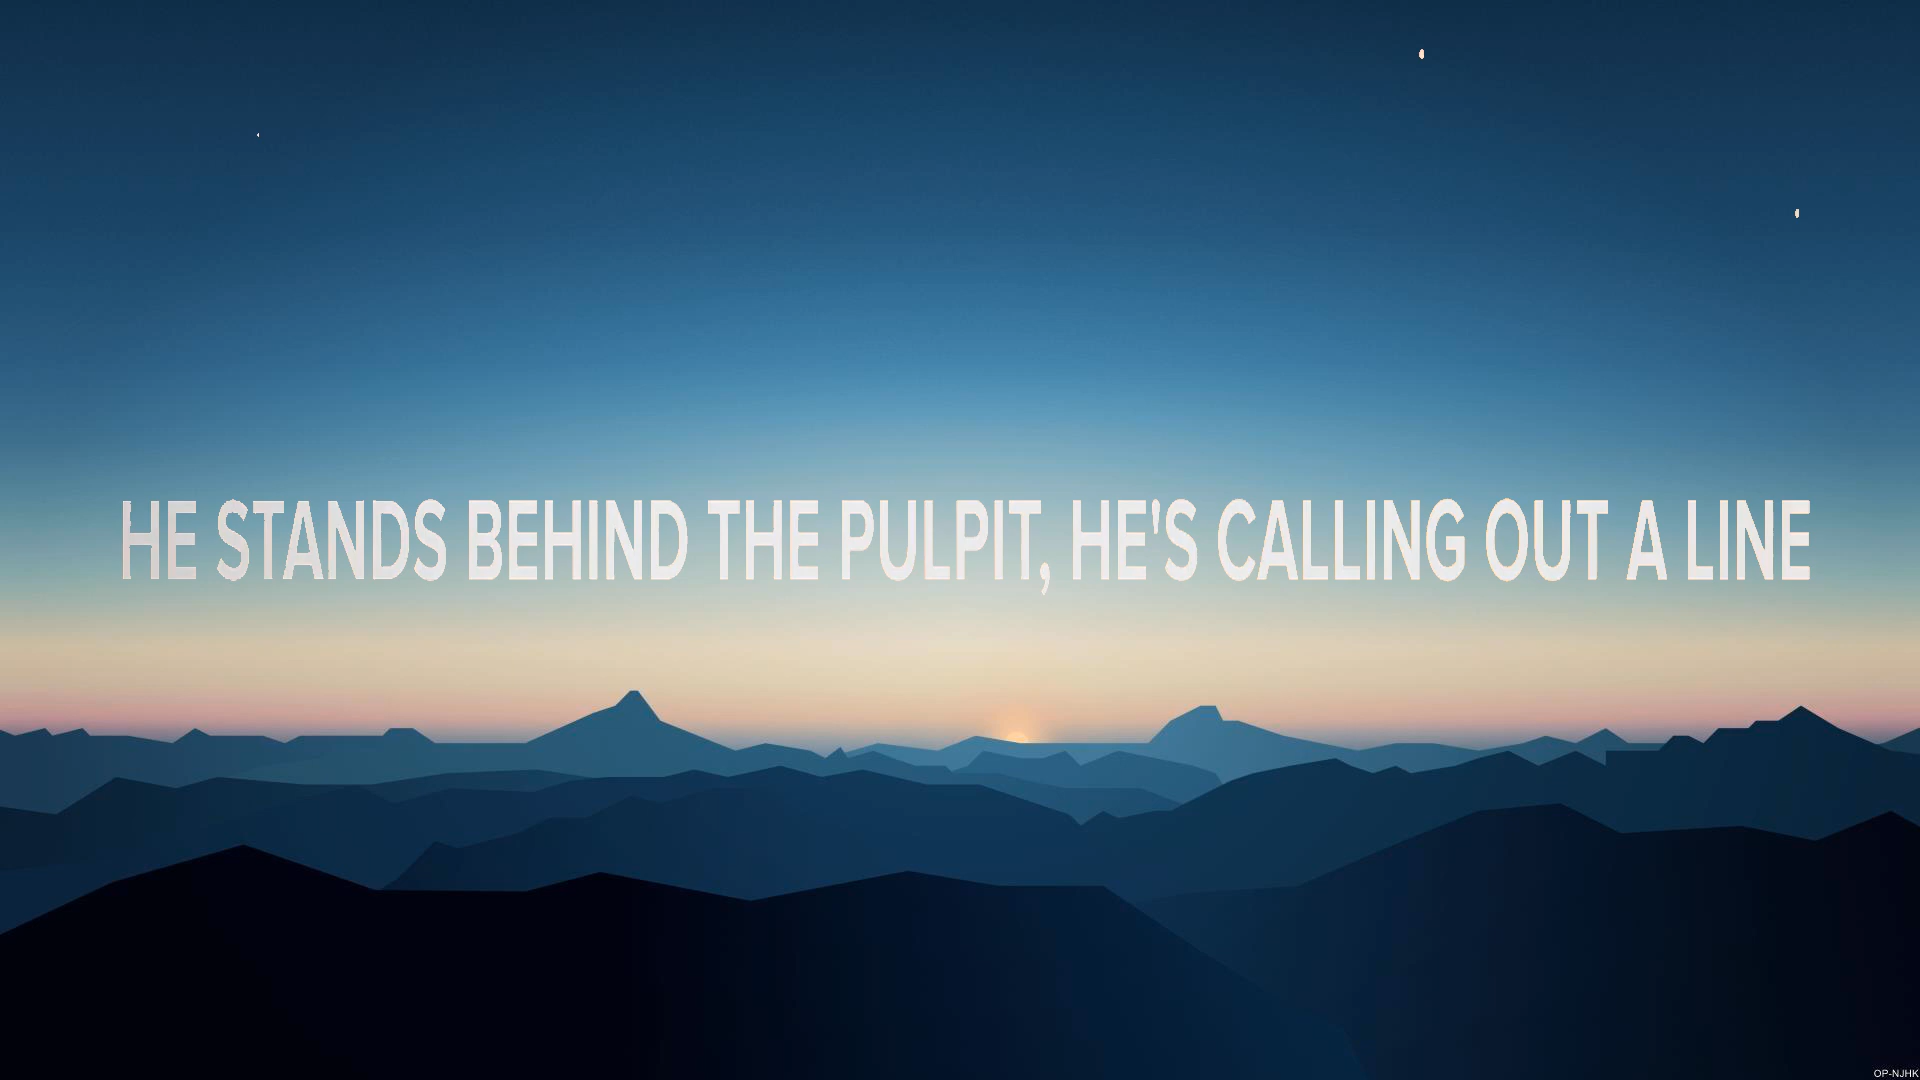 HE STANDS BEHIND THE PULPIT, HE'S CALLING OUT A LINE
OP-NJHK